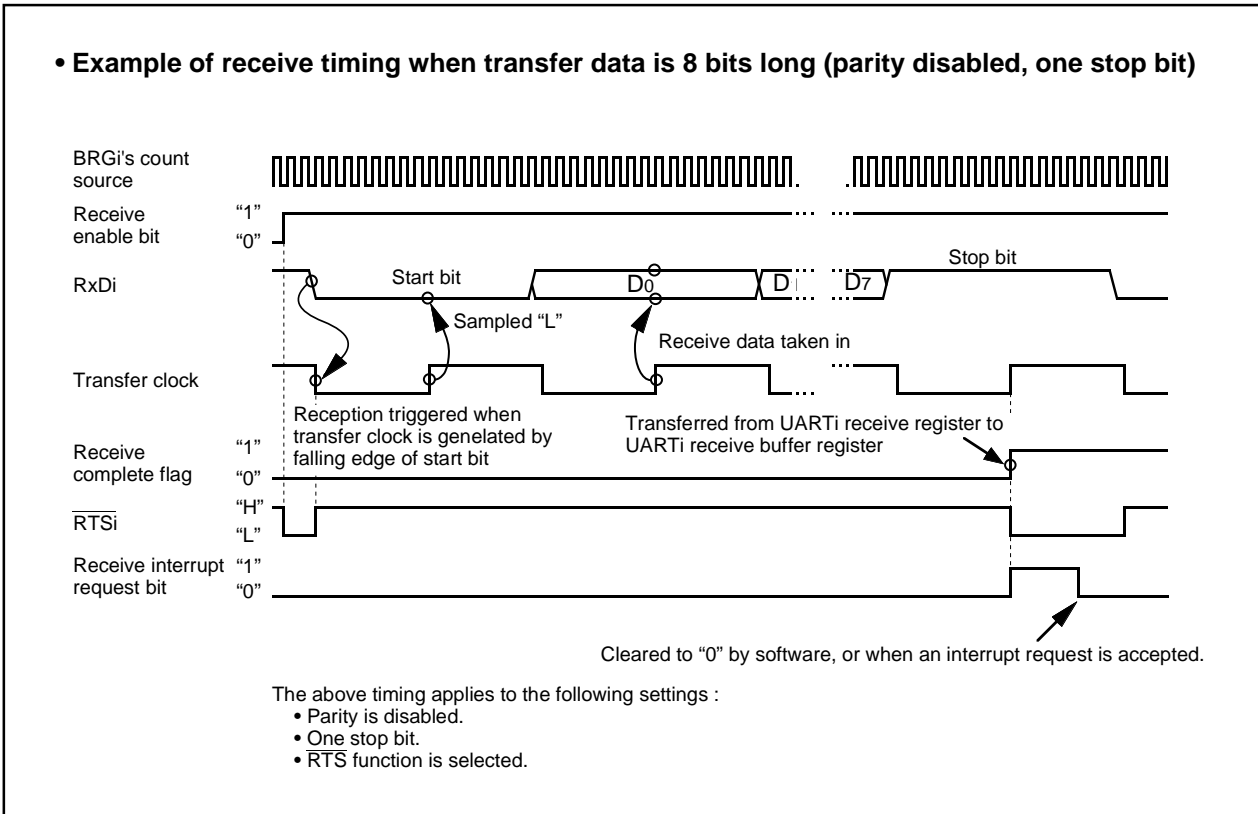 • Example of receive timing when transfer data is 8 bits long (parity disabled, one stop bit)
BRGi's count
source
Receive
enable bit
“1”
“0”
RxDi
Start bit
D0
D1
D7
Stop bit
Sampled “L”
Receive data taken in
Transfer clock
Reception triggered when
transfer clock is genelated by
falling edge of start bit
Transferred from UARTi receive register to
UARTi receive buffer register
Receive
complete flag
“1”
“0”
RTSi
“H”
“L”
Receive interrupt
request bit
“1”
“0”
Cleared to “0” by software, or when an interrupt request is accepted.
The above timing applies to the following settings :
• Parity is disabled.
• One stop bit.
• RTS function is selected.